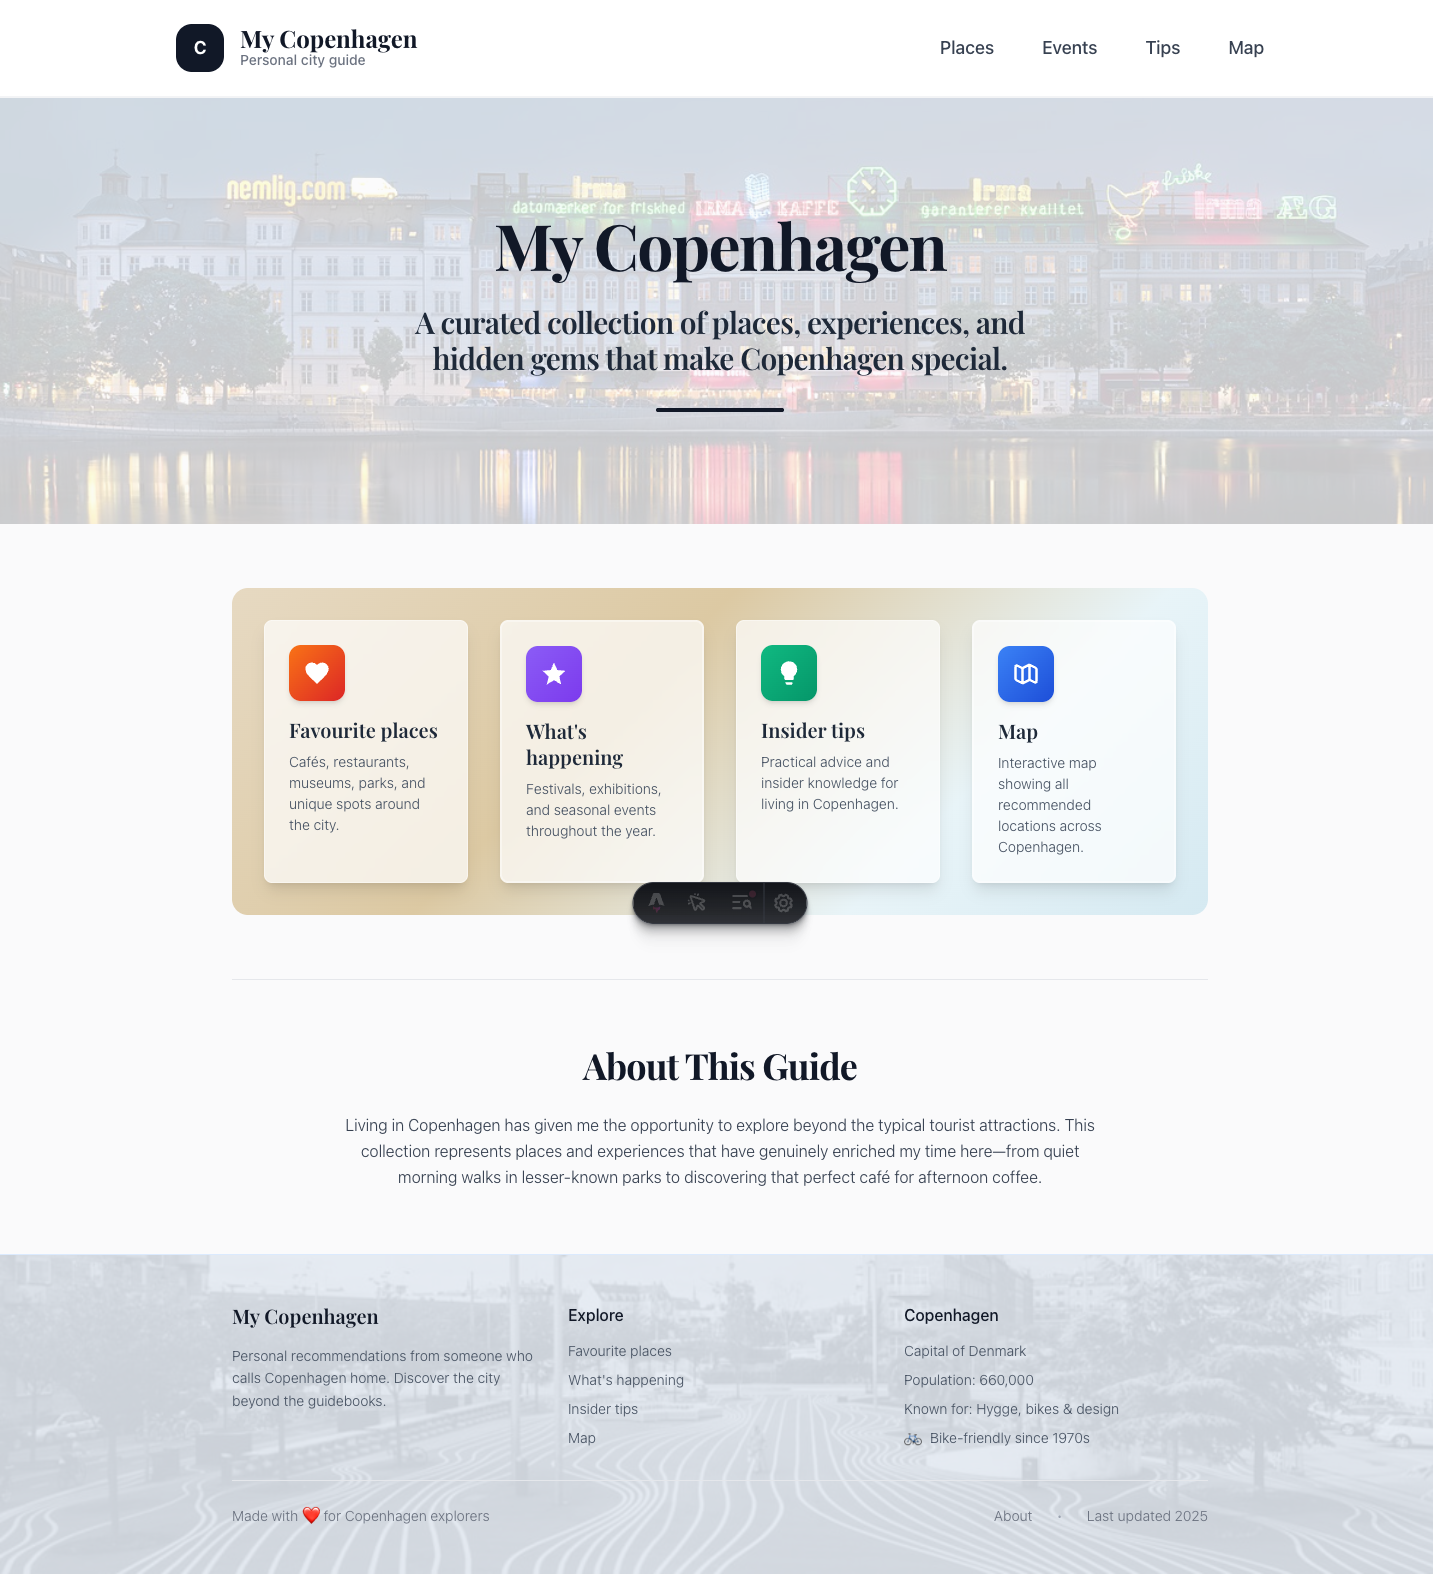 C
My Copenhagen
Personal city guide
Places
Events
Tips
Map
nemlig.com
Irma
datomærker for friskhed
IRMA
KAFFE
Irma
garanterer kvalitet
friske
Irma
ÆG
My Copenhagen
A curated collection of places, experiences, and
hidden gems that make Copenhagen special.
Favourite places
Cafés, restaurants,
museums, parks, and
unique spots around
the city.
What's
happening
Festivals, exhibitions,
and seasonal events
throughout the year.
Insider tips
Practical advice and
insider knowledge for
living in Copenhagen.
Map
Interactive map
showing all
recommended
locations across
Copenhagen.
About This Guide
Living in Copenhagen has given me the opportunity to explore beyond the typical tourist attractions. This
collection represents places and experiences that have genuinely enriched my time here—from quiet
morning walks in lesser-known parks to discovering that perfect café for afternoon coffee.
My Copenhagen
Personal recommendations from someone who
calls Copenhagen home. Discover the city
beyond the guidebooks.
Explore
Favourite places
What's happening
Insider tips
Map
Copenhagen
Capital of Denmark
Population: 660,000
Known for: Hygge, bikes & design
🚲 Bike-friendly since 1970s
Made with ❤️ for Copenhagen explorers
About · Last updated 2025